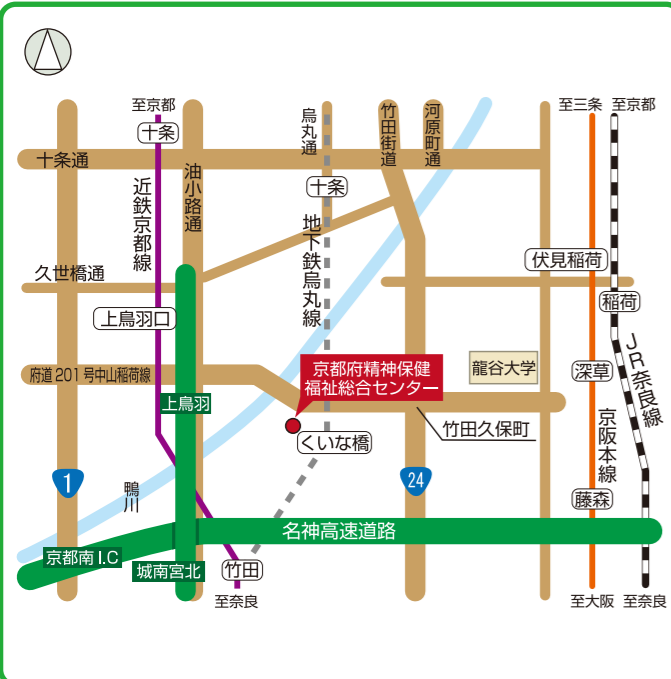 至京都
十条
十条通
近鉄京都線
油小路通
烏丸通
十条
地下鉄烏丸線
竹田街道
河原町通
至三条
至京都
久世橋通
伏見稲荷
稲荷
上鳥羽口
JR奈良線
府道201号中山稲荷線
京都府精神保健
福祉総合センター
龍谷大学
深草
上鳥羽
竹田久保町
くいな橋
京阪本線
1
24
鴨川
藤森
名神高速道路
京都南I.C
城南宮北
竹田
至奈良
至大阪
至奈良